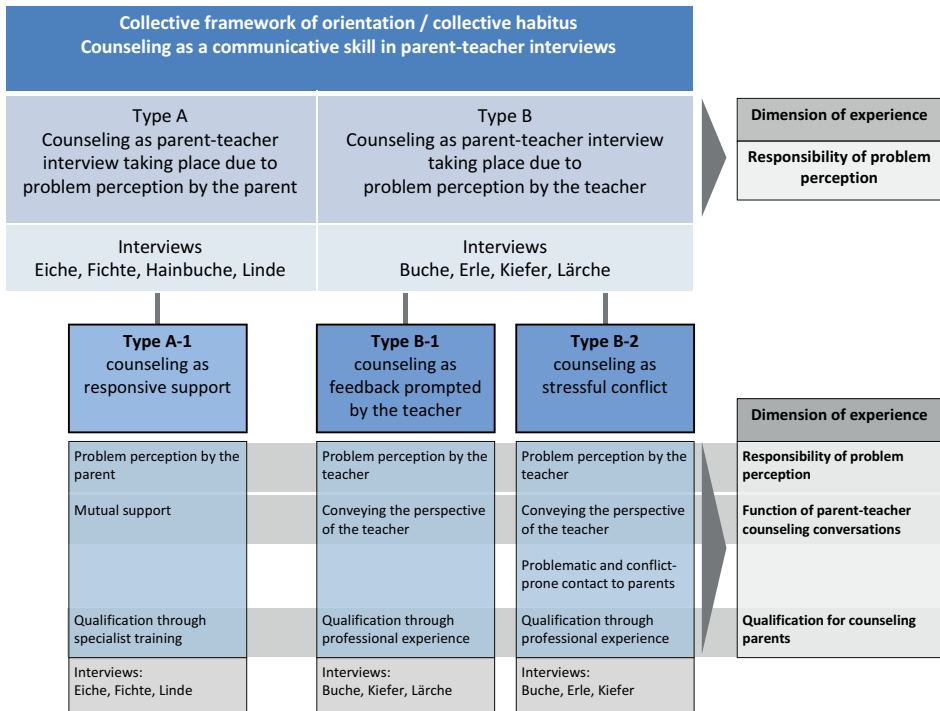 Collective framework of orientation / collective habitus
Counseling as a communicative skill in parent-teacher interviews
Type A
Counseling as parent-teacher
interview taking place due to
problem perception by the parent
Type B
Counseling as parent-teacher interview
taking place due to
problem perception by the teacher
Dimension of experience
Responsibility of problem
perception
Interviews
Eiche, Fichte, Hainbuche, Linde
Interviews
Buche, Erle, Kiefer, Lärche
Type A-1
counseling as
responsive support
Type B-1
counseling as
feedback prompted
by the teacher
Type B-2
counseling as
stressful conflict
Dimension of experience
Problem perception by the
parent
Problem perception by the
teacher
Problem perception by the
teacher
Responsibility of problem
perception
Mutual support
Conveying the perspective
of the teacher
Conveying the perspective
of the teacher
Function of parent-teacher
counseling conversations
Problematic and conflict-
prone contact to parents
Qualification through
specialist training
Qualification through
professional experience
Qualification through
professional experience
Qualification for counseling
parents
Interviews:
Eiche, Fichte, Linde
Interviews:
Buche, Kiefer, Lärche
Interviews:
Buche, Erle, Kiefer